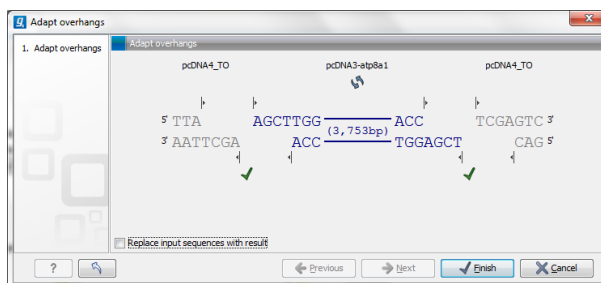 Adapt overhangs
1. Adapt overhangs
Adapt overhangs
pcDNA4_TO pcDNA3-atp8a1 pcDNA4_TO
5' TTA AGCTTGG ACC TCGAGTC 3'
(3,753bp)
3' AATTCGA ACC TGGAGCT CAG 5'
Replace input sequences with result
? Previous Next Finish Cancel